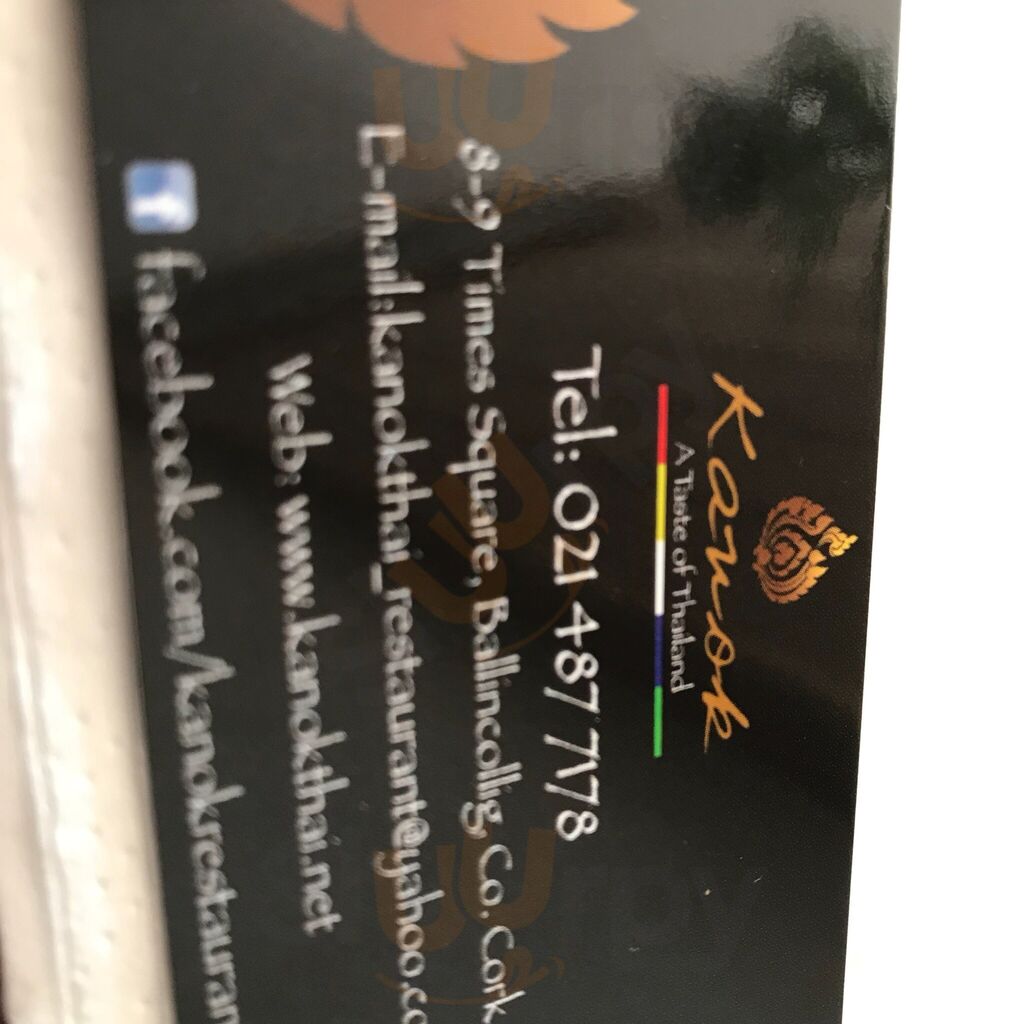 Kanok
A Taste of Thailand
Tel: 021 487 7178
8-9 Times Square, Ballincollig, Co. Cork
E-mail:kanokthai_restaurant@yahoo.c
Web: www.kanokthai.net
f facebook.com/kanokrestauran